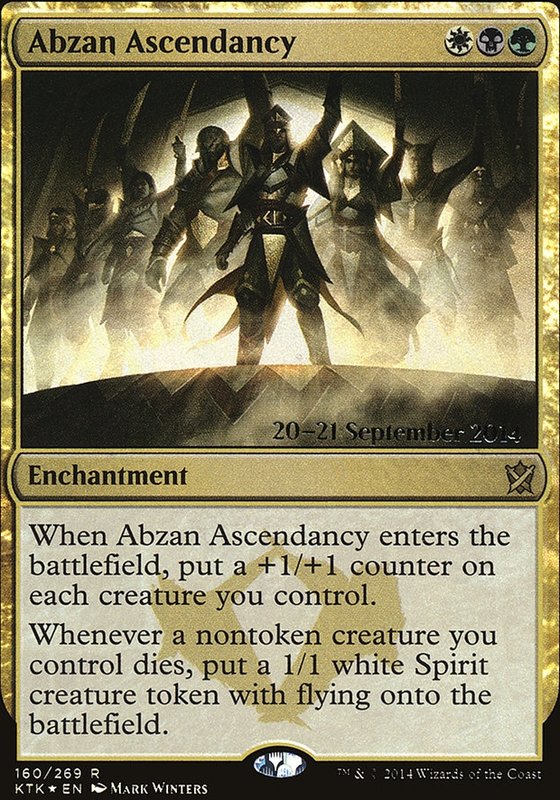 Abzan Ascendancy
20–21 September 2014
Enchantment
When Abzan Ascendancy enters the
battlefield, put a +1/+1 counter on
each creature you control.
Whenever a nontoken creature you
control dies, put a 1/1 white Spirit
creature token with flying onto the
battlefield.
160/269 R
KTK ★ EN Mark Winters
™ & © 2014 Wizards of the Coast